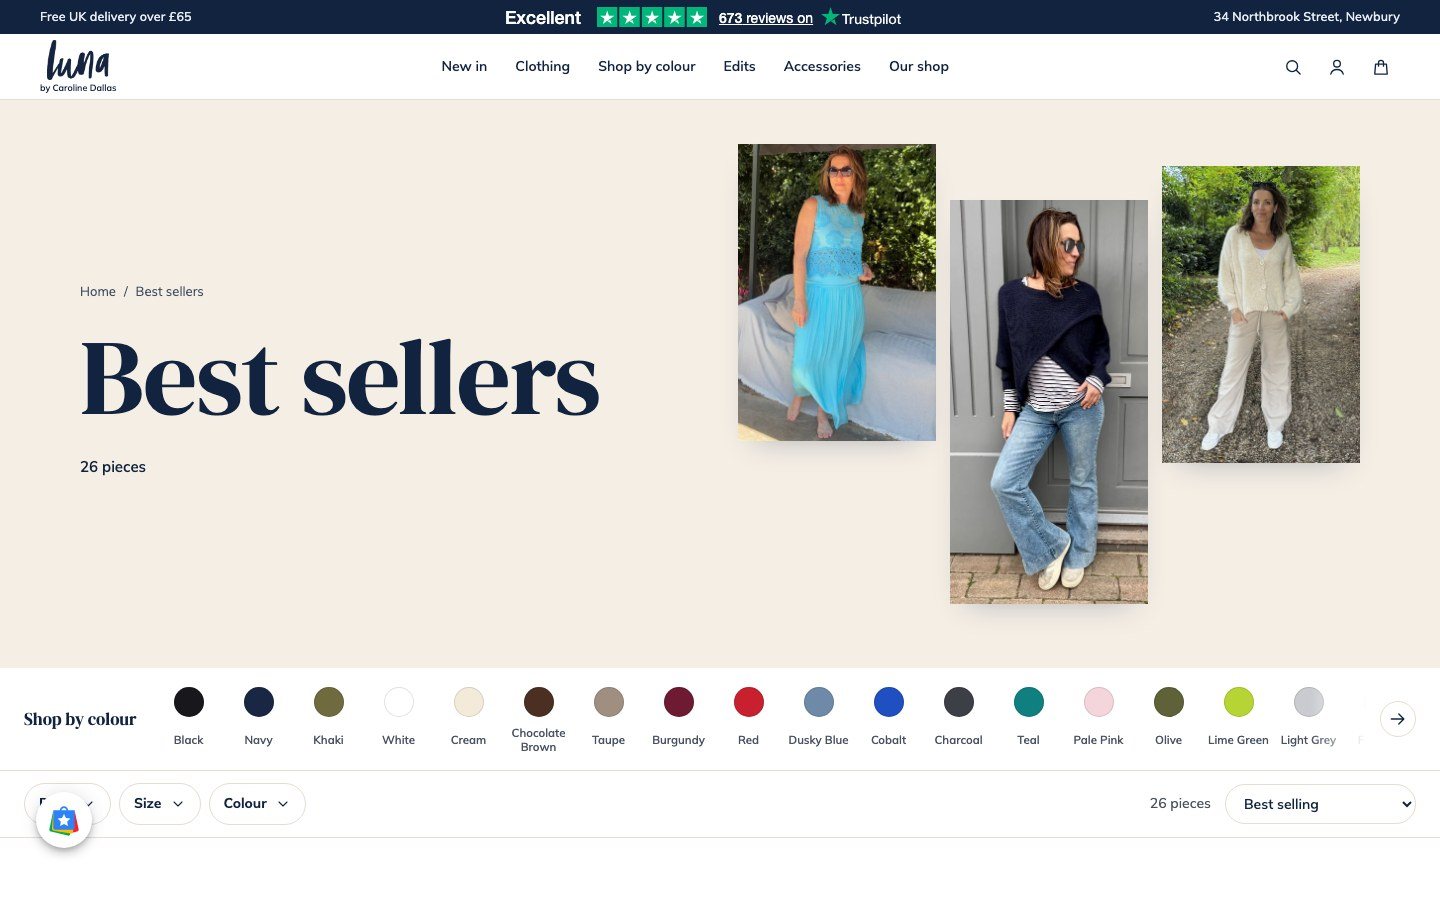 Free UK delivery over £65
Excellent 673 reviews on Trustpilot
34 Northbrook Street, Newbury
luna
by Caroline Dallas
New in Clothing Shop by colour Edits Accessories Our shop
Home / Best sellers
Best sellers
26 pieces
Shop by colour
Black
Navy
Khaki
White
Cream
Chocolate
Brown
Taupe
Burgundy
Red
Dusky Blue
Cobalt
Charcoal
Teal
Pale Pink
Olive
Lime Green
Light Grey
Size
Colour
26 pieces
Best selling